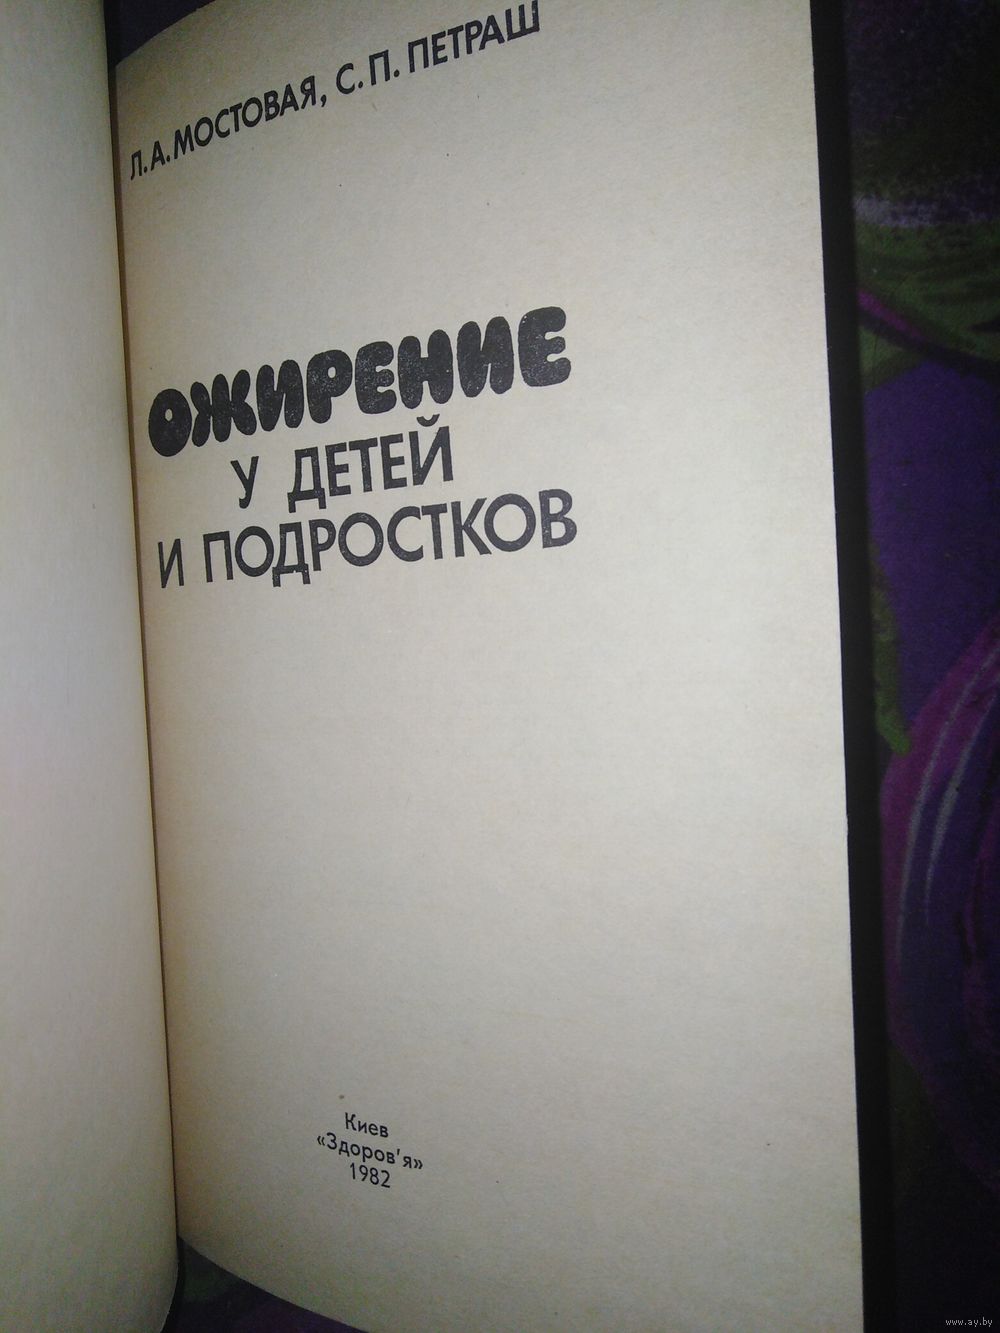 Л.А.МОСТОВАЯ, С.П.ПЕТРАШ
ОЖИРЕНИЕ
У ДЕТЕЙ
И ПОДРОСТКОВ
Киев
«Здоров'я»
1982
www.ay.by